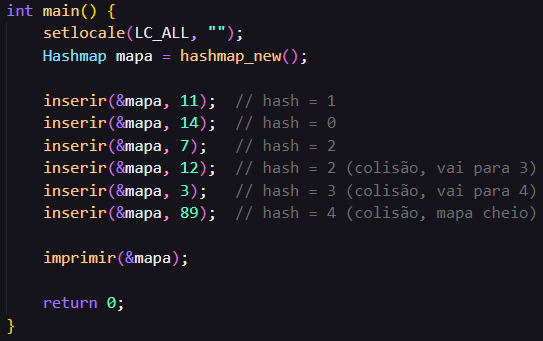 int main() {
    setlocale(LC_ALL, "");
    Hashmap mapa = hashmap_new();
    inserir(&mapa, 11);  // hash = 1
    inserir(&mapa, 14);  // hash = 0
    inserir(&mapa, 7);   // hash = 2
    inserir(&mapa, 12);  // hash = 2 (colisão, vai para 3)
    inserir(&mapa, 3);   // hash = 3 (colisão, vai para 4)
    inserir(&mapa, 89);  // hash = 4 (colisão, mapa cheio)
    imprimir(&mapa);
    return 0;
}